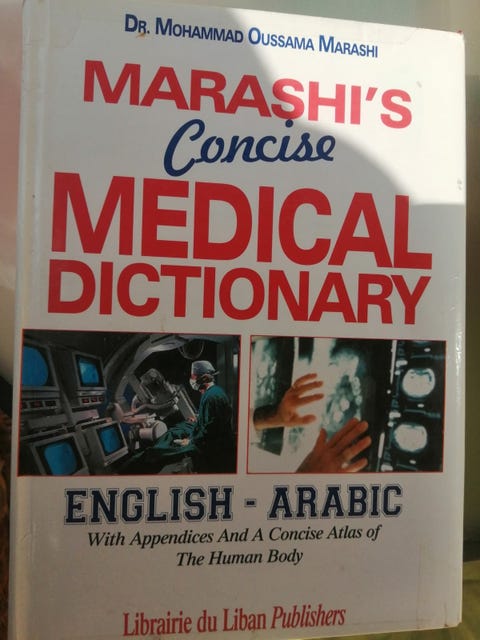 DR. MOHAMMAD OUSSAMA MARASHI
MARASHI'S
Concise
MEDICAL
DICTIONARY
ENGLISH - ARABIC
With Appendices And A Concise Atlas of
The Human Body
Librairie du Liban Publishers